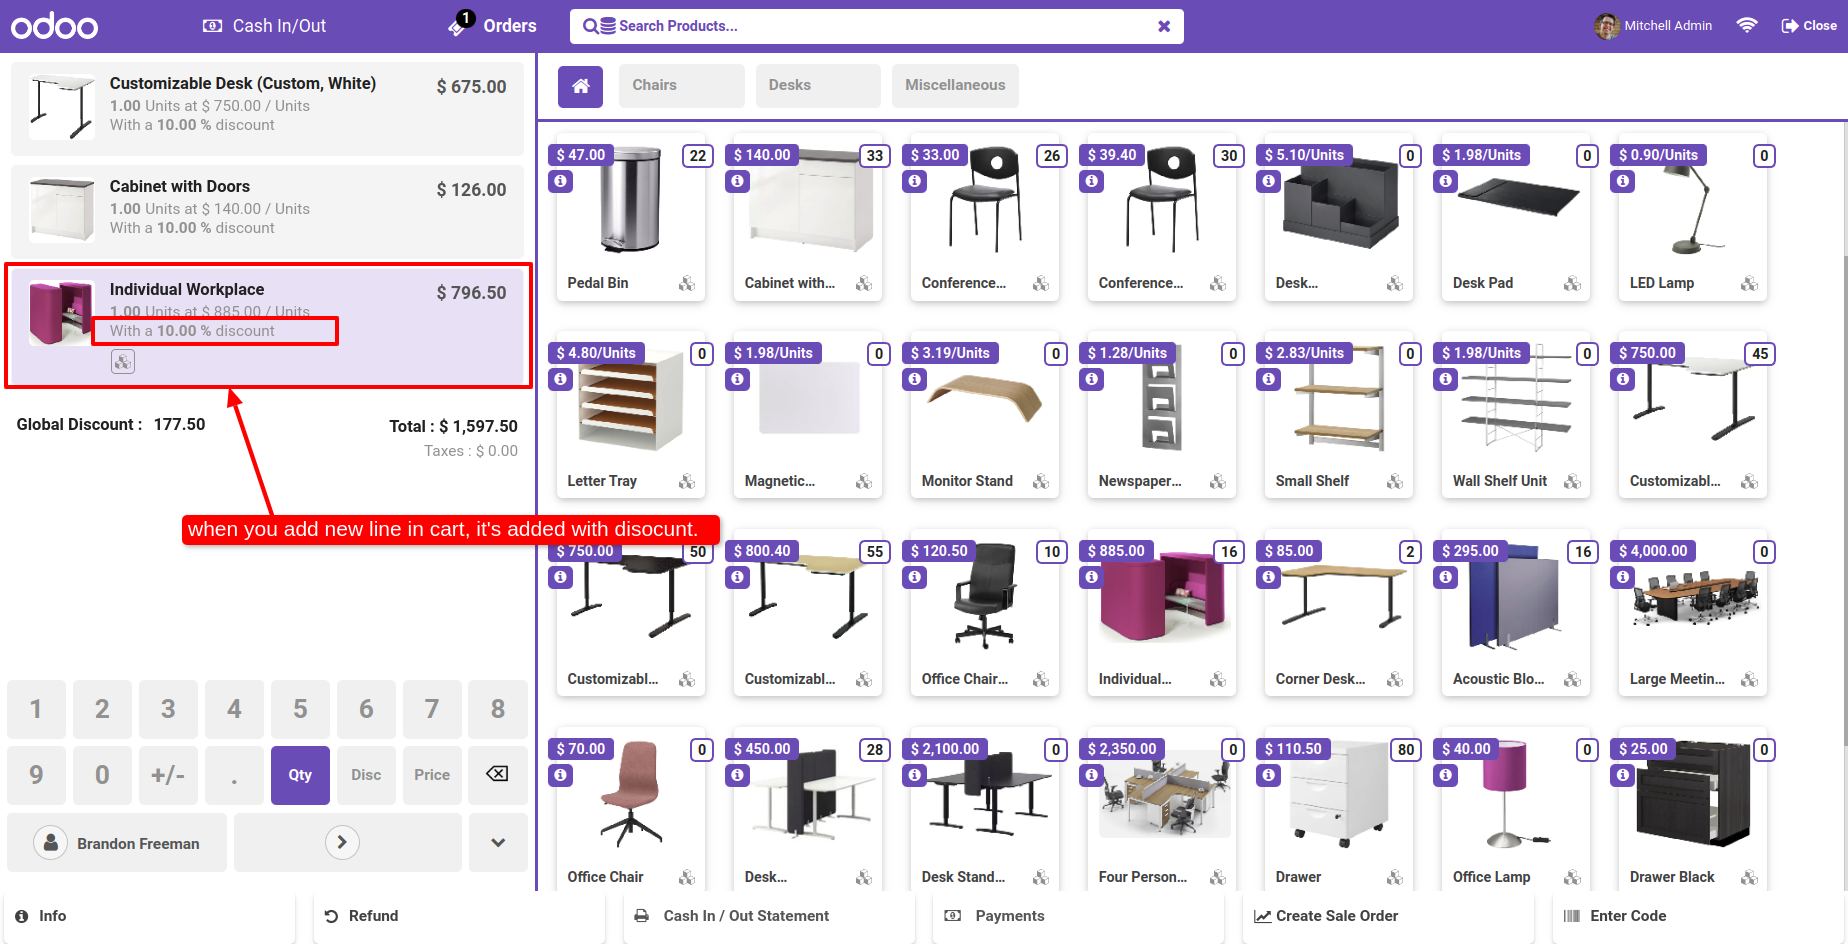 odoo
Cash In/Out
1
Orders
Search Products...
Mitchell Admin
Close
Customizable Desk (Custom, White)
$ 675.00
1.00 Units at $ 750.00 / Units
With a 10.00 % discount
Cabinet with Doors
$ 126.00
1.00 Units at $ 140.00 / Units
With a 10.00 % discount
Individual Workplace
$ 796.50
1.00 Units at $ 885.00 / Units
With a 10.00 % discount
Global Discount : 177.50
Total : $ 1,597.50
Taxes : $ 0.00
when you add new line in cart, it's added with disocunt.
1 2 3 4 5 6 7 8
9 0 +/- . Qty Disc Price
Brandon Freeman
Chairs
Desks
Miscellaneous
$ 47.00 22
Pedal Bin
$ 140.00 33
Cabinet with...
$ 33.00 26
Conference...
$ 39.40 30
Conference...
$ 5.10/Units 0
Desk...
$ 1.98/Units 0
Desk Pad
$ 0.90/Units 0
LED Lamp
$ 4.80/Units 0
Letter Tray
$ 1.98/Units 0
Magnetic...
$ 3.19/Units 0
Monitor Stand
$ 1.28/Units 0
Newspaper...
$ 2.83/Units 0
Small Shelf
$ 1.98/Units 0
Wall Shelf Unit
$ 750.00 45
Customizabl...
$ 750.00 50
Customizabl...
$ 800.40 55
Customizabl...
$ 120.50 10
Office Chair...
$ 885.00 16
Individual...
$ 85.00 2
Corner Desk...
$ 295.00 16
Acoustic Blo...
$ 4,000.00 0
Large Meetin...
$ 70.00 0
Office Chair
$ 450.00 28
Desk...
$ 2,100.00 0
Desk Stand...
$ 2,350.00 0
Four Person...
$ 110.50 80
Drawer
$ 40.00 0
Office Lamp
$ 25.00 0
Drawer Black
Info
Refund
Cash In / Out Statement
Payments
Create Sale Order
Enter Code